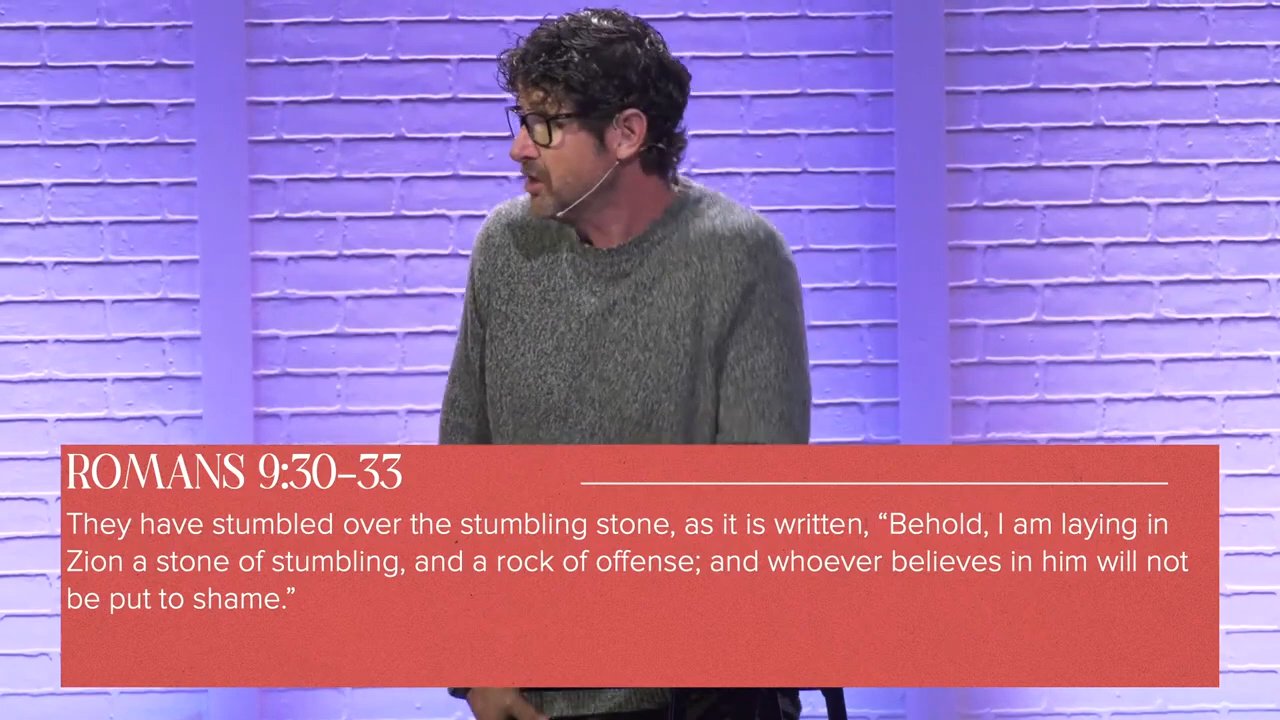 ROMANS 9:30–33
They have stumbled over the stumbling stone, as it is written, “Behold, I am laying in
Zion a stone of stumbling, and a rock of offense; and whoever believes in him will not
be put to shame.”